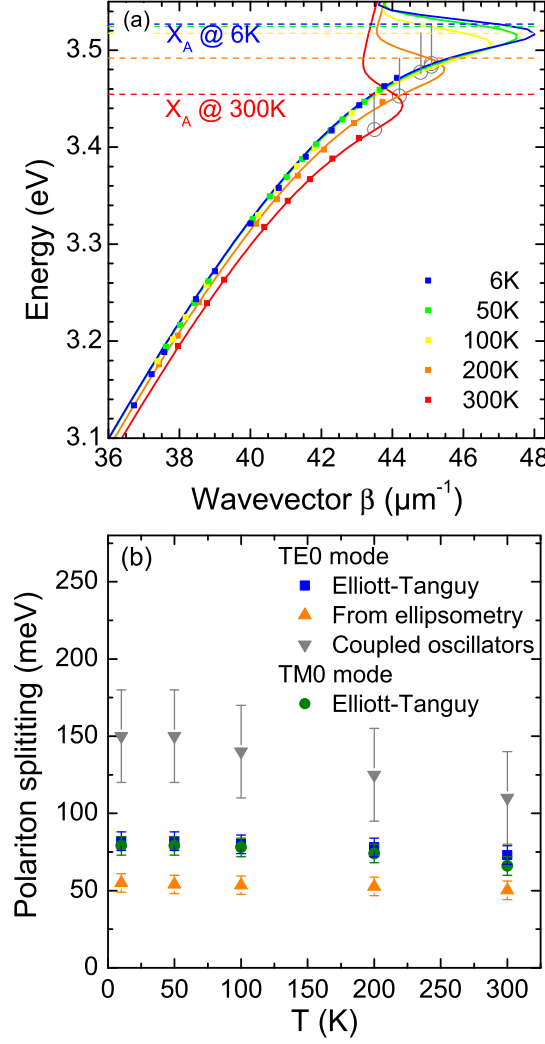 (a)
X_A @ 6K
X_A @ 300K
3.5
3.4
3.3
3.2
3.1
Energy (eV)
6K
50K
100K
200K
300K
36 38 40 42 44 46 48
Wavevector β (µm⁻¹)
(b)
TE0 mode
Elliott-Tanguy
From ellipsometry
Coupled oscillators
TM0 mode
Elliott-Tanguy
250
200
150
100
50
0
Polariton splititing (meV)
0 50 100 150 200 250 300
T (K)